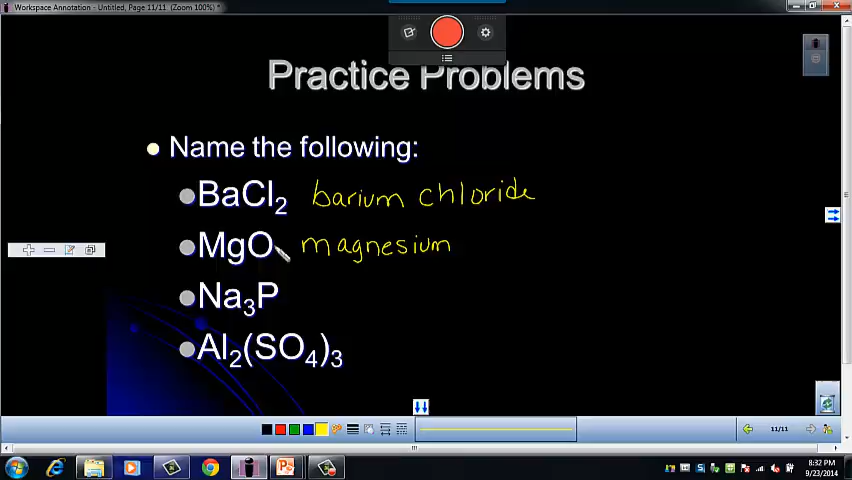 Workspace Annotation - Untitled, Page 11/11 (Zoom 100%) *
Practice Problems
Name the following:
BaCl2 barium chloride
MgO magnesium
Na3P
Al2(SO4)3
11/11
8:32 PM
9/23/2014